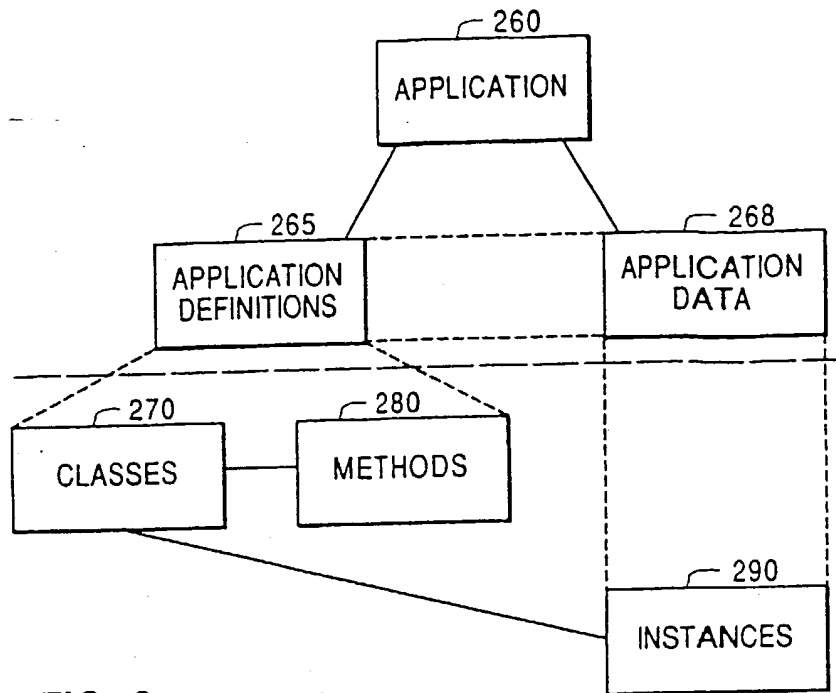 260
APPLICATION
265
268
APPLICATION
DEFINITIONS
APPLICATION
DATA
270
280
CLASSES
METHODS
290
INSTANCES